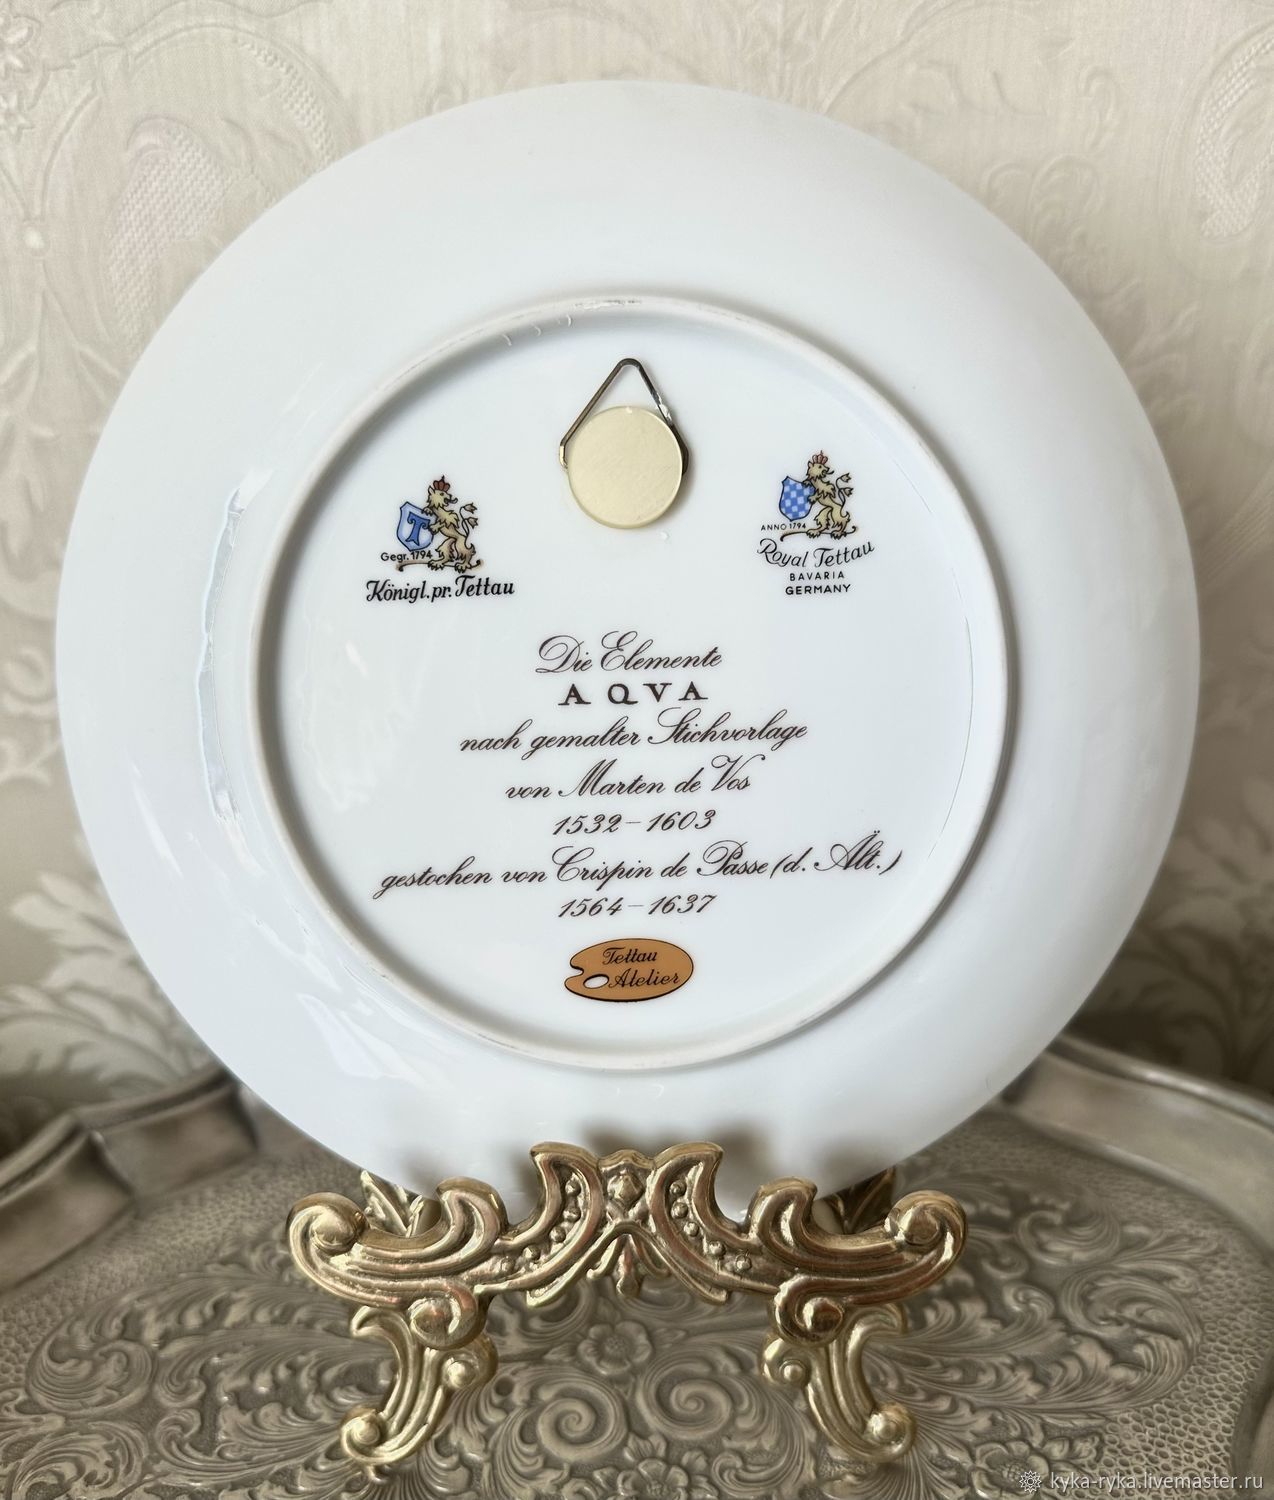 T
Gegr. 1794
Königl. pr. Tettau
ANNO 1794
Royal Tettau
BAVARIA
GERMANY
Die Elemente
AQVA
nach gemalter Stichvorlage
von Marten de Vos
1532–1603
gestochen von Crispin de Passe (d. Ält.)
1564–1637
Tettau
Atelier
kyka-ryka.livemaster.ru